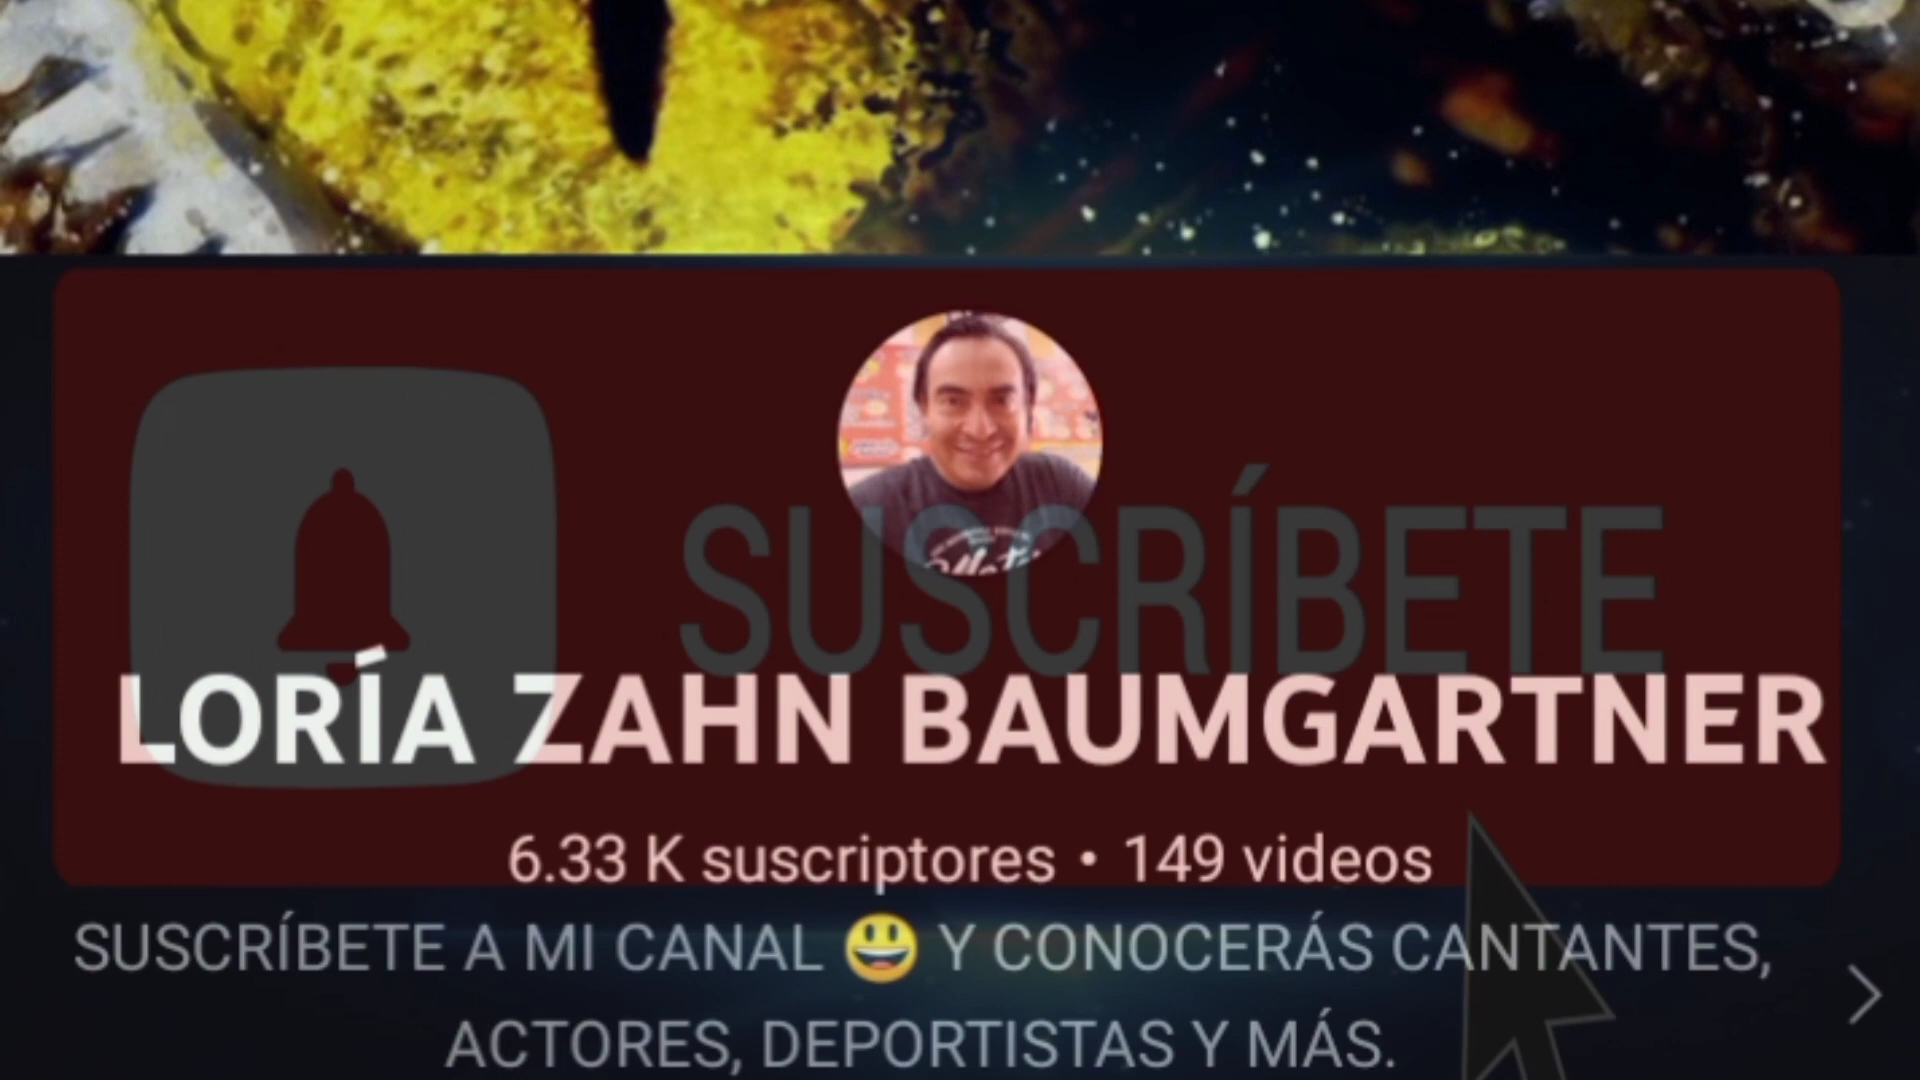 SUSCRÍBETE
LORÍA ZAHN BAUMGARTNER
6.33 K suscriptores • 149 videos
SUSCRÍBETE A MI CANAL 😃 Y CONOCERÁS CANTANTES,
ACTORES, DEPORTISTAS Y MÁS.